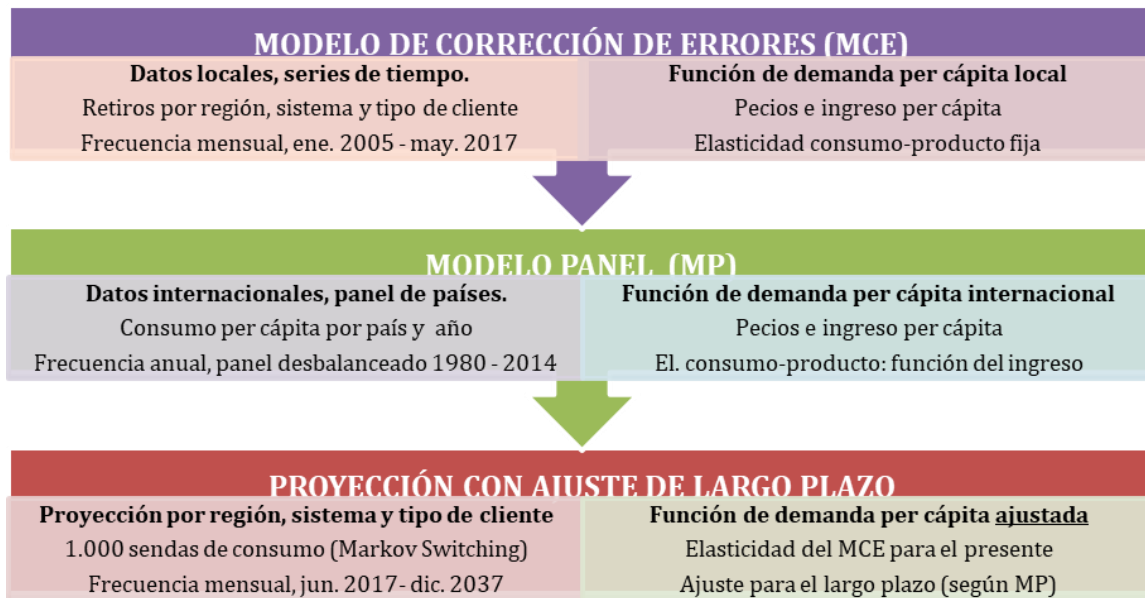 MODELO DE CORRECCIÓN DE ERRORES (MCE)
Datos locales, series de tiempo.
Retiros por región, sistema y tipo de cliente
Frecuencia mensual, ene. 2005 - may. 2017
Función de demanda per cápita local
Pecios e ingreso per cápita
Elasticidad consumo-producto fija
MODELO PANEL (MP)
Datos internacionales, panel de países.
Consumo per cápita por país y año
Frecuencia anual, panel desbalanceado 1980 - 2014
Función de demanda per cápita internacional
Pecios e ingreso per cápita
El. consumo-producto: función del ingreso
PROYECCIÓN CON AJUSTE DE LARGO PLAZO
Proyección por región, sistema y tipo de cliente
1.000 sendas de consumo (Markov Switching)
Frecuencia mensual, jun. 2017- dic. 2037
Función de demanda per cápita ajustada
Elasticidad del MCE para el presente
Ajuste para el largo plazo (según MP)